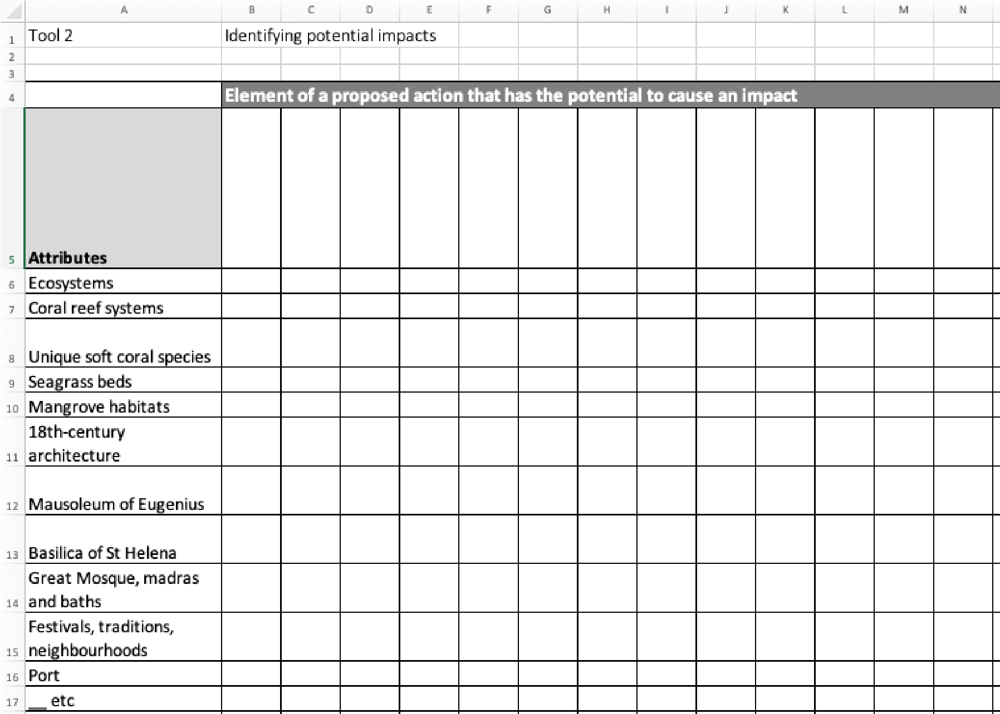 A B C D E F G H I J K L M N
1 Tool 2 Identifying potential impacts
2
3
4 Element of a proposed action that has the potential to cause an impact
5 Attributes
6 Ecosystems
7 Coral reef systems
8 Unique soft coral species
9 Seagrass beds
10 Mangrove habitats
18th-century
11 architecture
12 Mausoleum of Eugenius
13 Basilica of St Helena
Great Mosque, madras
14 and baths
Festivals, traditions,
15 neighbourhoods
16 Port
17 __ etc